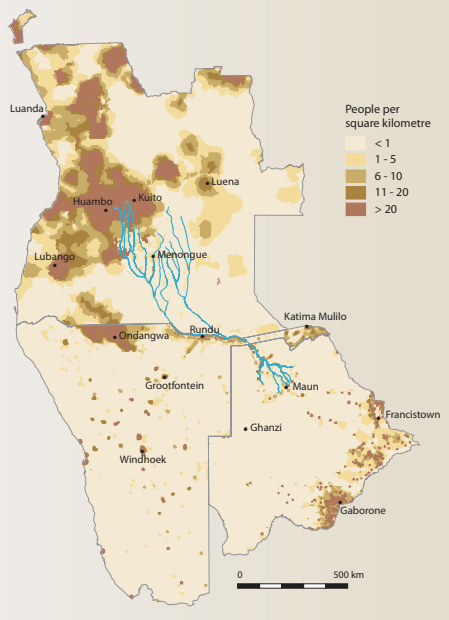 People per
square kilometre
< 1
1 - 5
6 - 10
11 - 20
> 20
Luanda
Luena
Kuito
Huambo
Menongue
Lubango
Katima Mulilo
Rundu
Ondangwa
Grootfontein
Maun
Francistown
Ghanzi
Windhoek
Gaborone
0 500 km